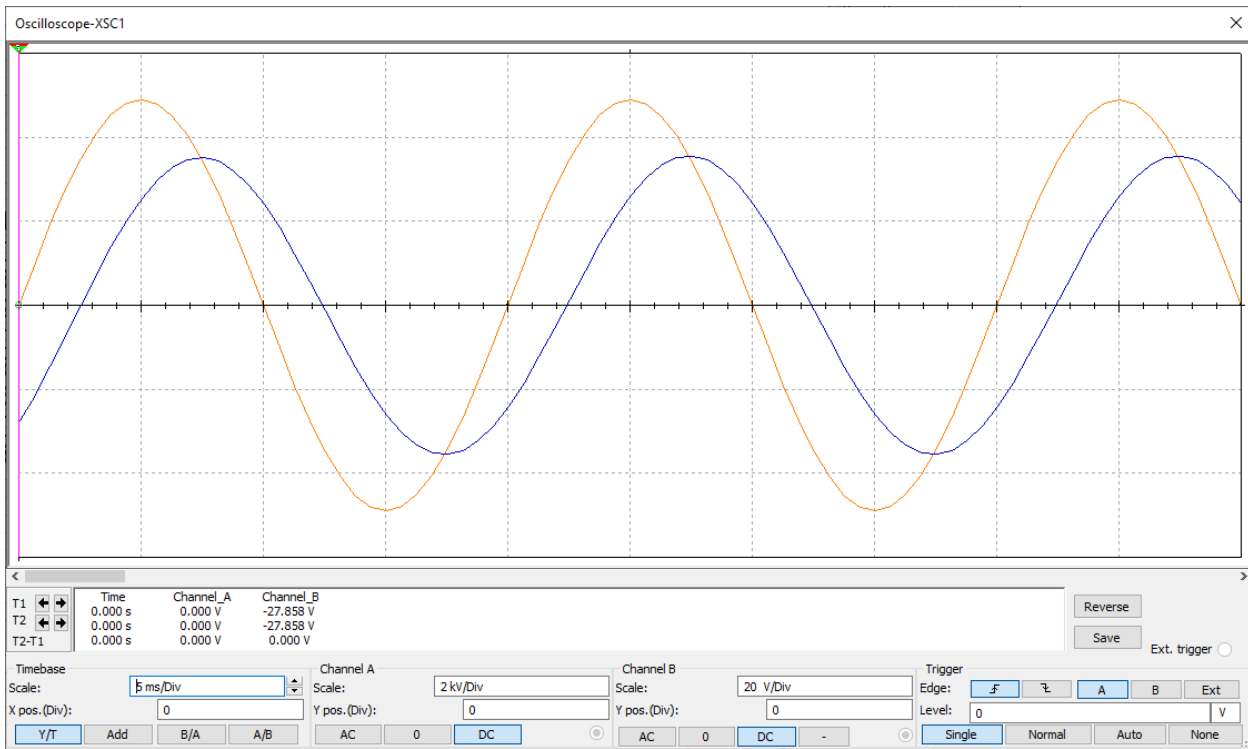 Oscilloscope-XSC1
Time Channel_A Channel_B
T1 0.000 s 0.000 V -27.858 V
T2 0.000 s 0.000 V -27.858 V
T2-T1 0.000 s 0.000 V 0.000 V
Reverse
Save
Ext. trigger
Timebase
Scale: 5 ms/Div
X pos.(Div): 0
Y/T Add B/A A/B
Channel A
Scale: 2 kV/Div
Y pos.(Div): 0
AC 0 DC
Channel B
Scale: 20 V/Div
Y pos.(Div): 0
AC 0 DC -
Trigger
Edge: A B Ext
Level: 0 V
Single Normal Auto None